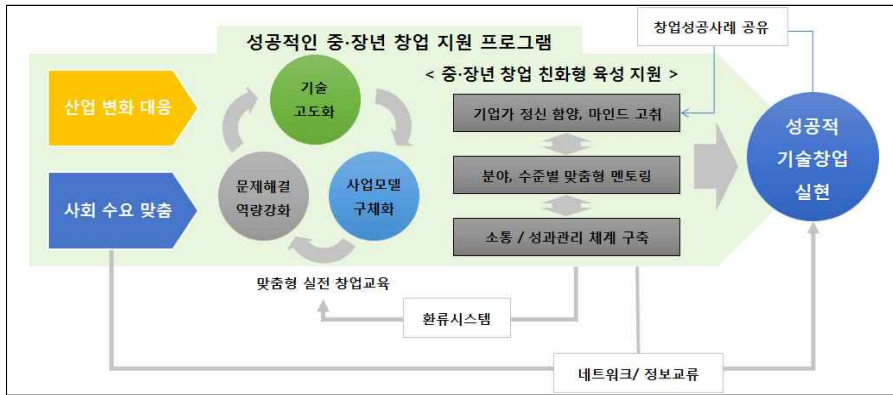 성공적인 중·장년 창업 지원 프로그램
창업성공사례 공유
< 중·장년 창업 친화형 육성 지원 >
산업 변화 대응
사회 수요 맞춤
기술
고도화
문제해결
역량강화
사업모델
구체화
맞춤형 실전 창업교육
기업가 정신 함양, 마인드 고취
분야, 수준별 맞춤형 멘토링
소통 / 성과관리 체계 구축
성공적
기술창업
실현
환류시스템
네트워크/ 정보교류